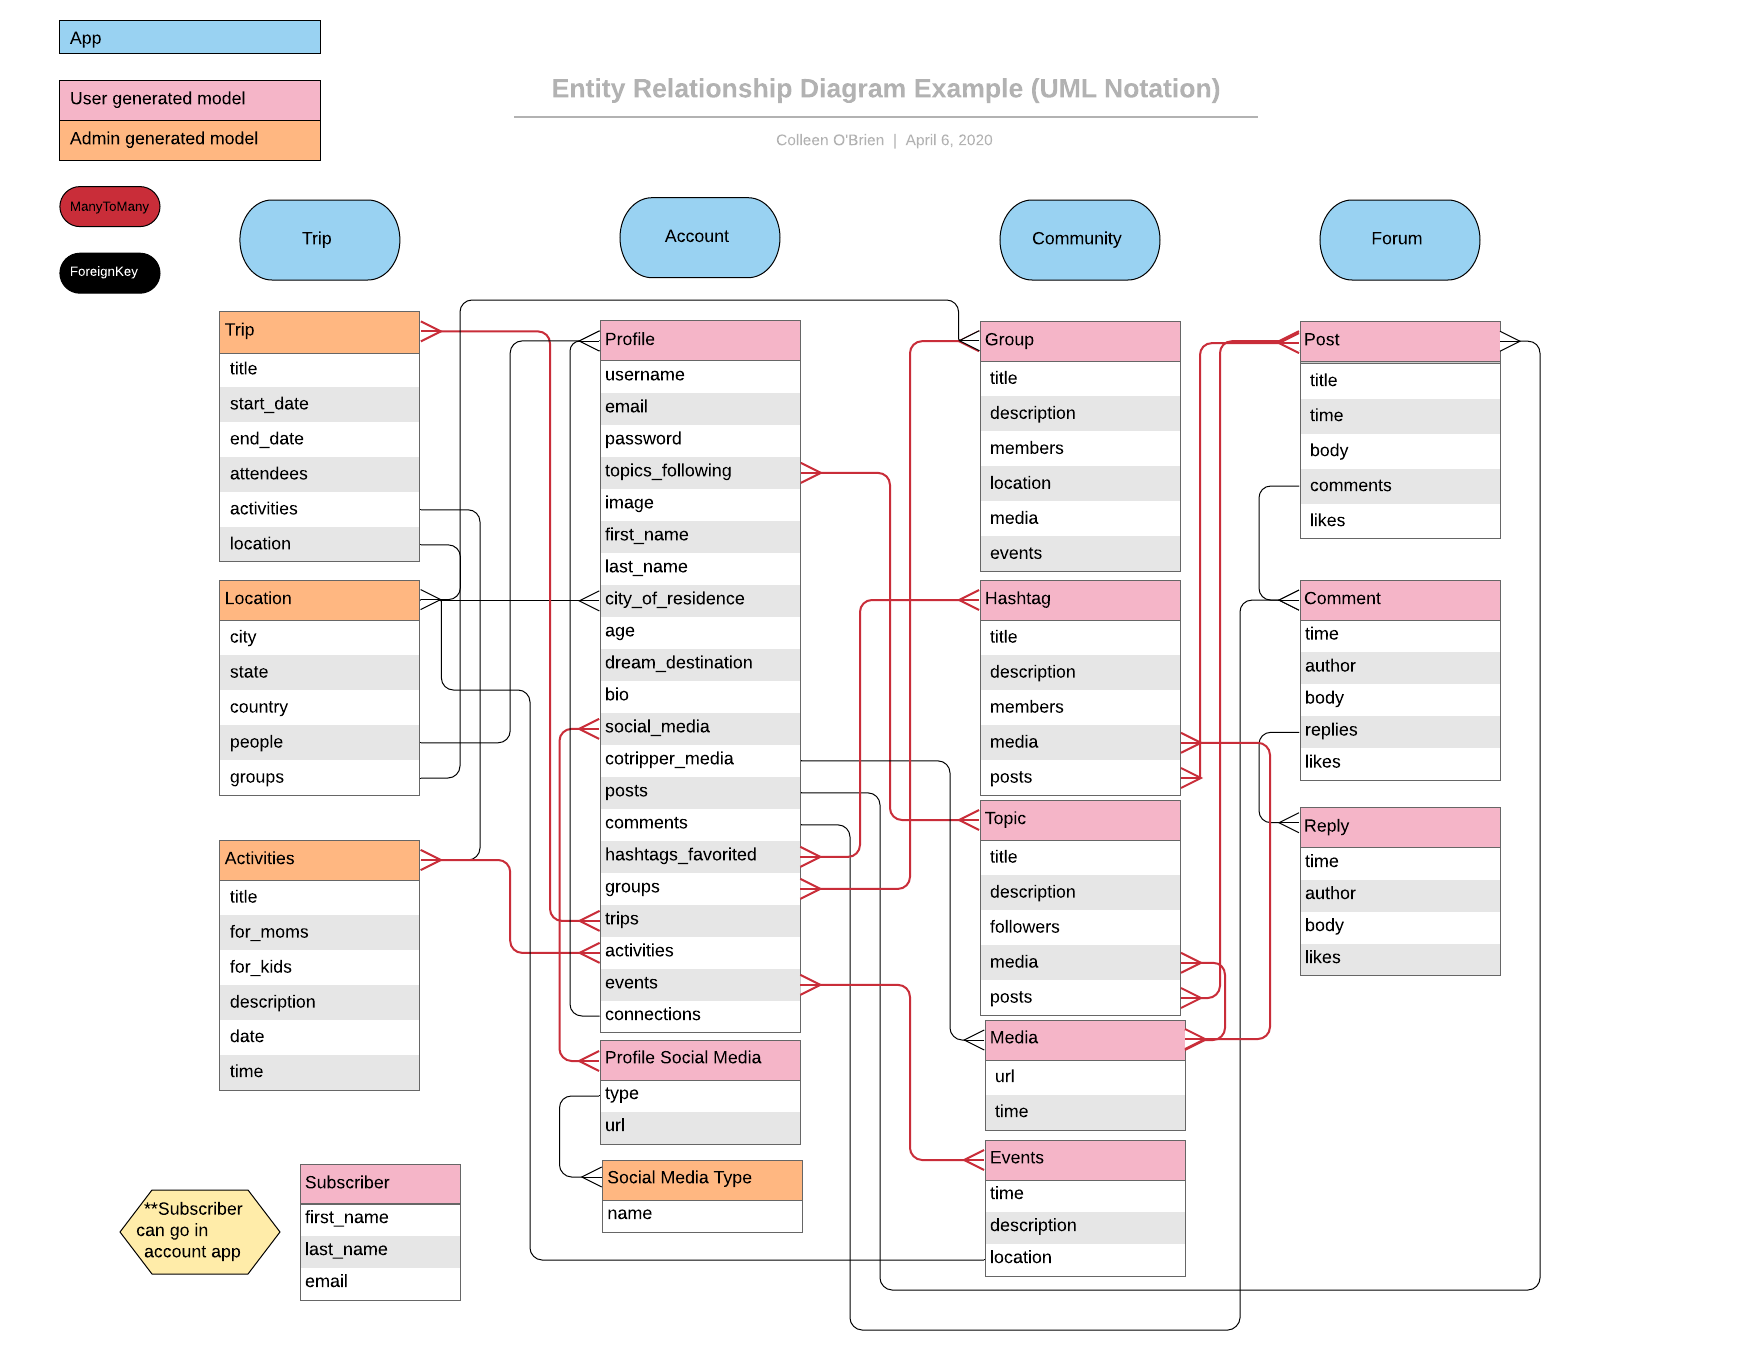 App
User generated model
Admin generated model
ManyToMany
ForeignKey
Entity Relationship Diagram Example (UML Notation)
Colleen O'Brien | April 6, 2020
Trip
Account
Community
Forum
Trip
title
start_date
end_date
attendees
activities
location
Location
city
state
country
people
groups
Activities
title
for_moms
for_kids
description
date
time
**Subscriber
can go in
account app
Subscriber
first_name
last_name
email
Profile
username
email
password
topics_following
image
first_name
last_name
city_of_residence
age
dream_destination
bio
social_media
cotripper_media
posts
comments
hashtags_favorited
groups
trips
activities
events
connections
Profile Social Media
type
url
Social Media Type
name
Group
title
description
members
location
media
events
Hashtag
title
description
members
media
posts
Topic
title
description
followers
media
posts
Media
url
time
Events
time
description
location
Post
title
time
body
comments
likes
Comment
time
author
body
replies
likes
Reply
time
author
body
likes